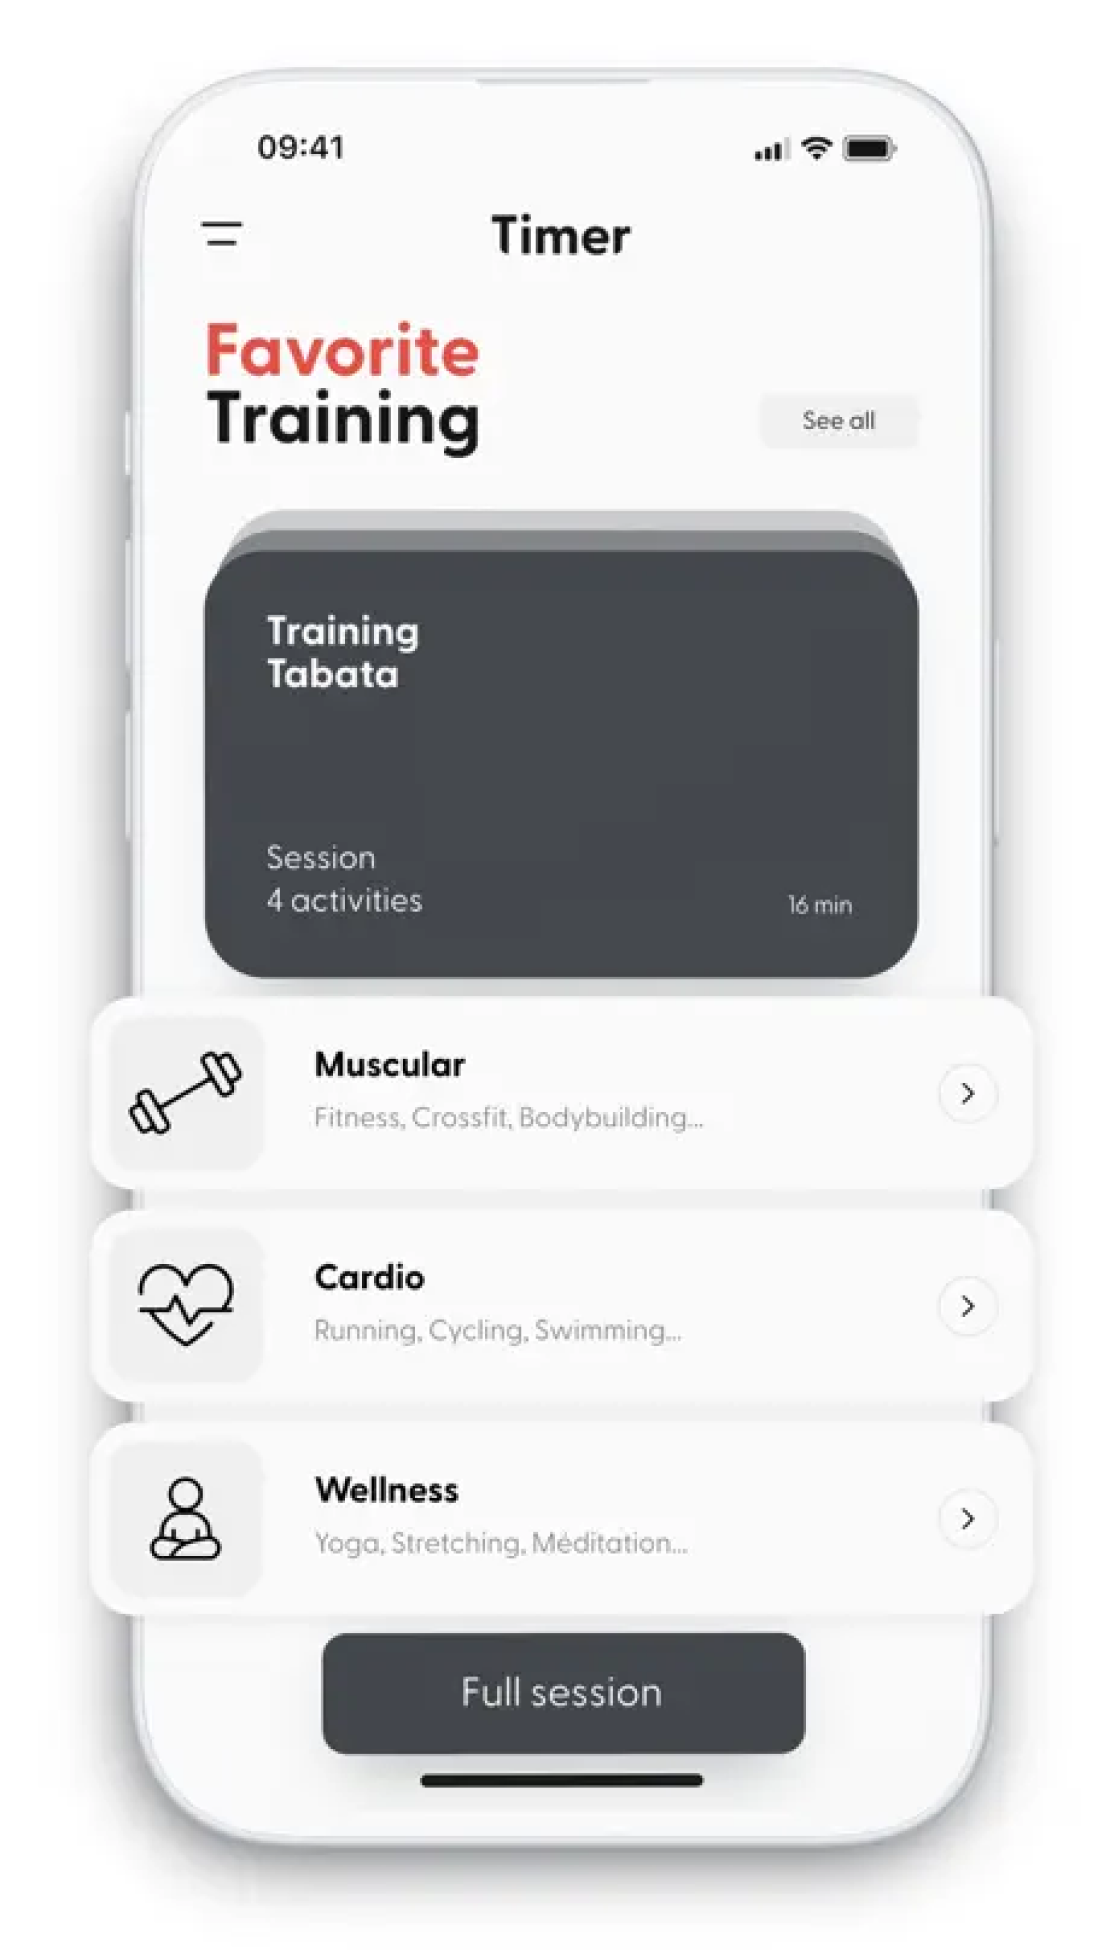 09:41
Timer
Favorite
Training
See all
Training
Tabata
Session
4 activities
16 min
Muscular
Fitness, Crossfit, Bodybuilding...
Cardio
Running, Cycling, Swimming...
Wellness
Yoga, Stretching, Méditation...
Full session